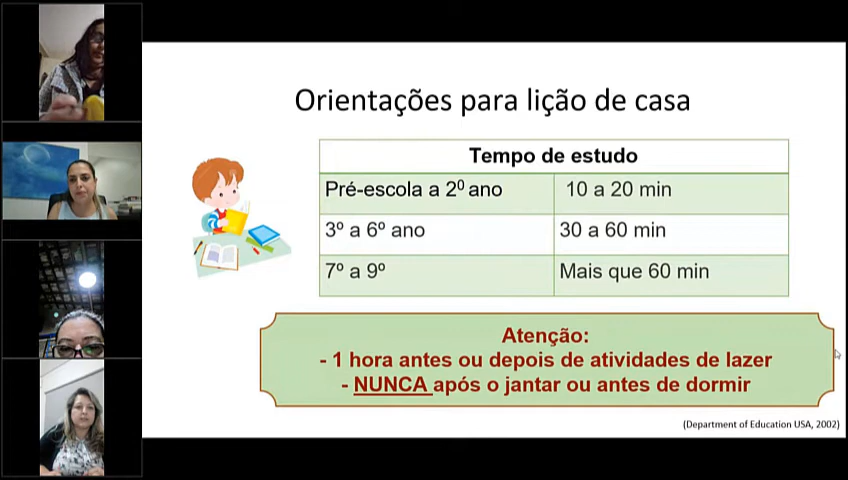 Orientações para lição de casa
Tempo de estudo
Pré-escola a 2⁰ ano 10 a 20 min
3º a 6º ano 30 a 60 min
7º a 9º Mais que 60 min
Atenção:
- 1 hora antes ou depois de atividades de lazer
- NUNCA após o jantar ou antes de dormir
(Department of Education USA, 2002)